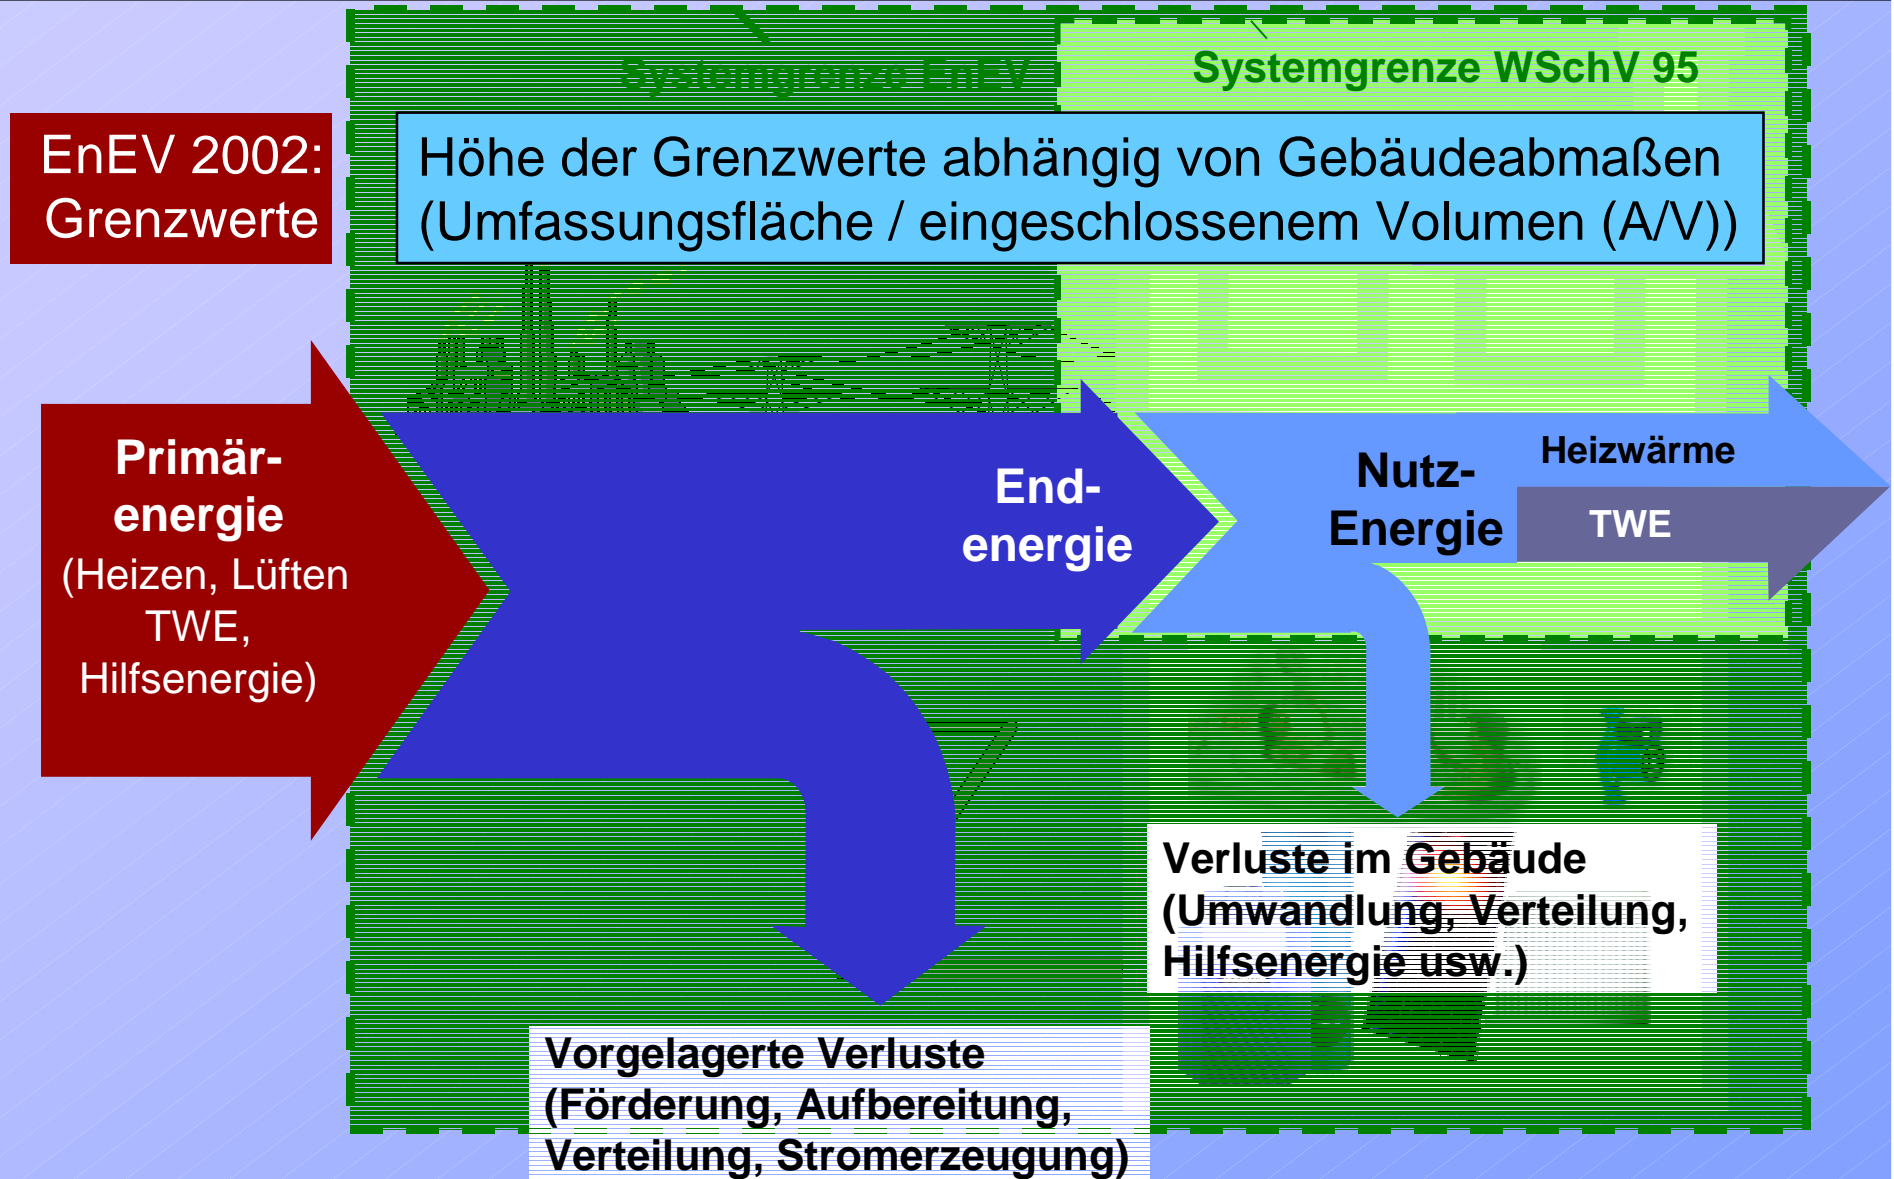 Systemgrenze EnEV
Systemgrenze WSchV 95
EnEV 2002:
Grenzwerte
Höhe der Grenzwerte abhängig von Gebäudeabmaßen
(Umfassungsfläche / eingeschlossenem Volumen (A/V))
Primär-
energie
(Heizen, Lüften
TWE,
Hilfsenergie)
End-
energie
Nutz-
Energie
Heizwärme
TWE
Verluste im Gebäude
(Umwandlung, Verteilung,
Hilfsenergie usw.)
Vorgelagerte Verluste
(Förderung, Aufbereitung,
Verteilung, Stromerzeugung)